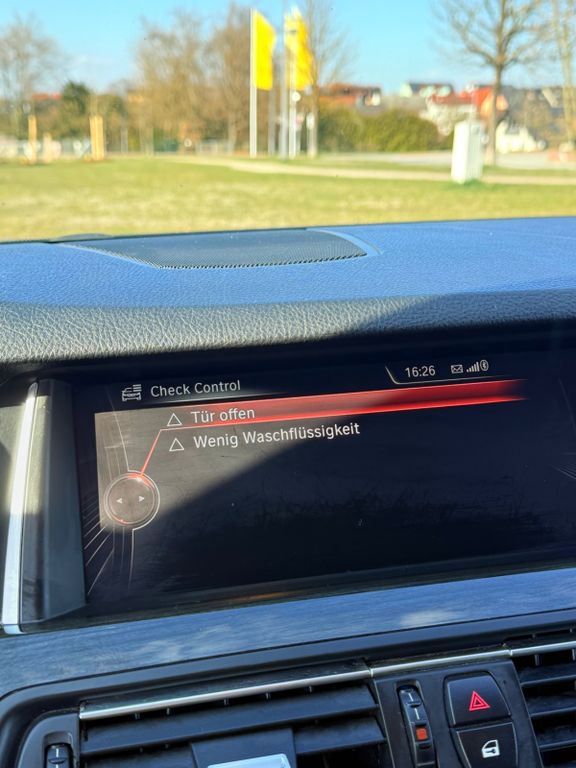 Check Control
16:26
Tür offen
Wenig Waschflüssigkeit